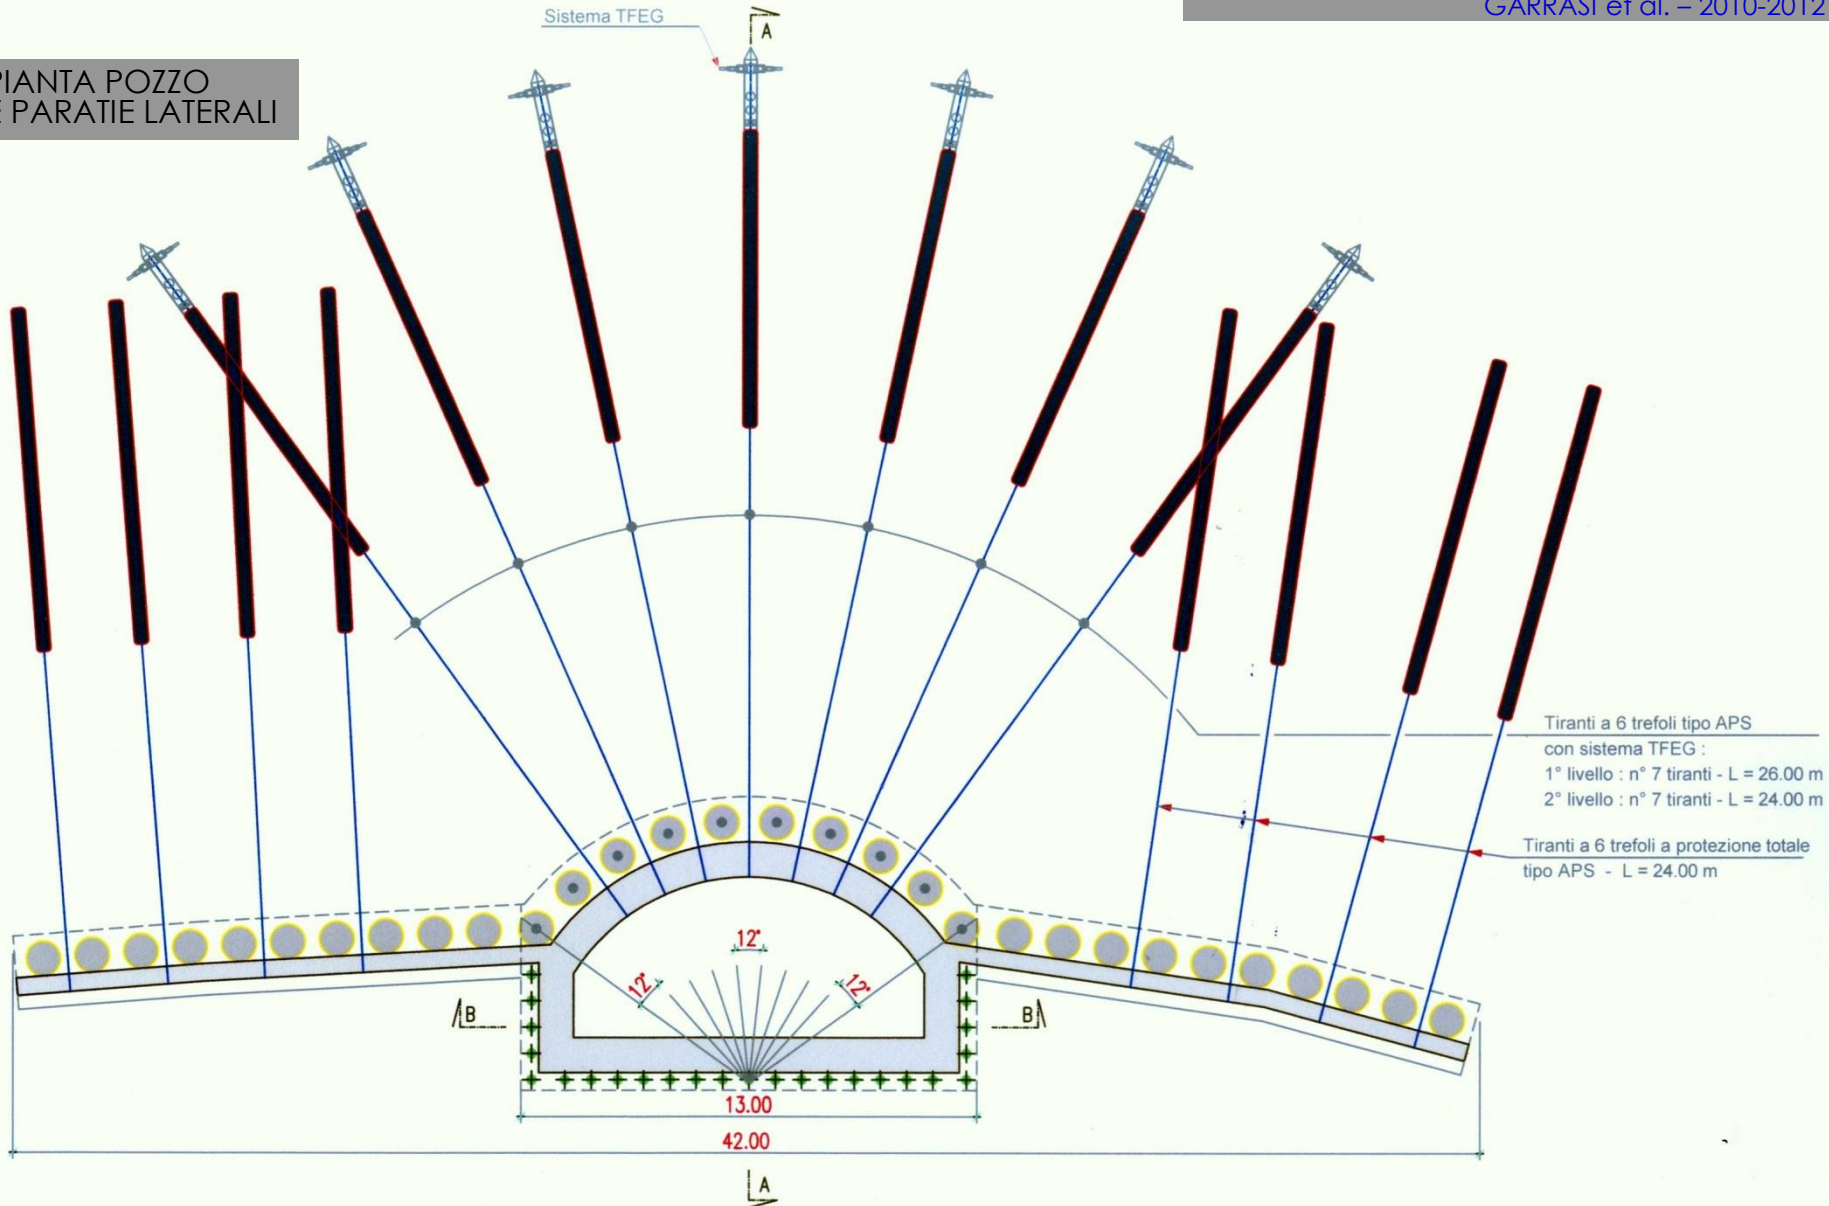 GARRASI et al. – 2010-2012
Sistema TFEG
A
PIANTA POZZO
E PARATIE LATERALI
Tiranti a 6 trefoli tipo APS
con sistema TFEG :
1° livello : n° 7 tiranti - L = 26.00 m
2° livello : n° 7 tiranti - L = 24.00 m
Tiranti a 6 trefoli a protezione totale
tipo APS - L = 24.00 m
12°
12°
12°
B
B
13.00
42.00
A